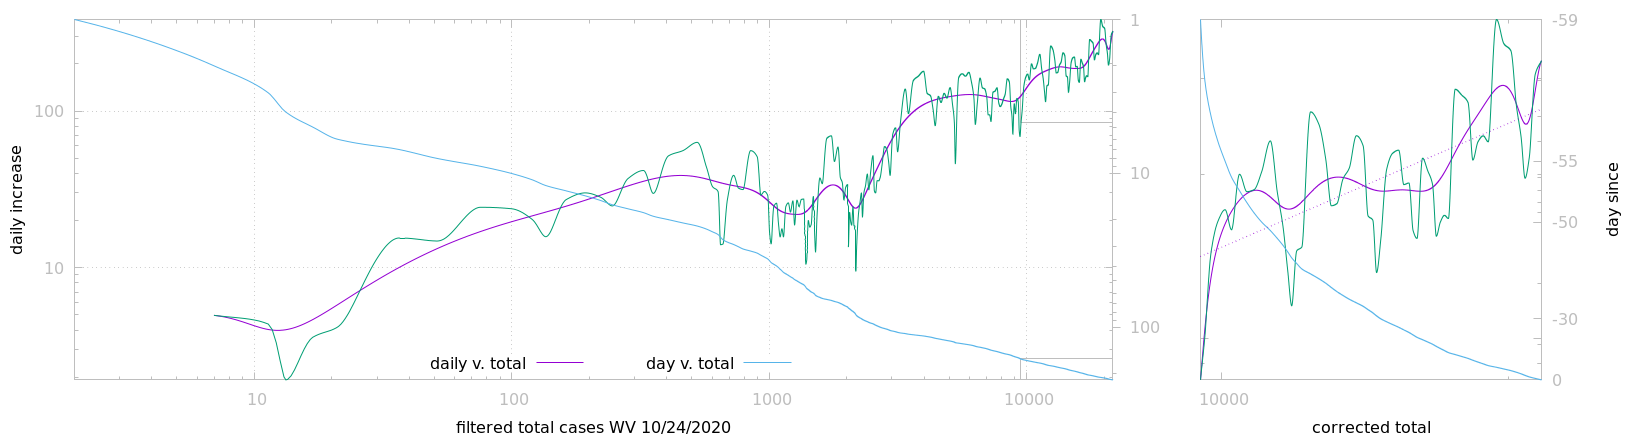 daily increase
100
10
1
10
100
daily v. total
day v. total
10
100
1000
10000
filtered total cases WV 10/24/2020
-59
-55
-50
-30
0
day since
10000
corrected total